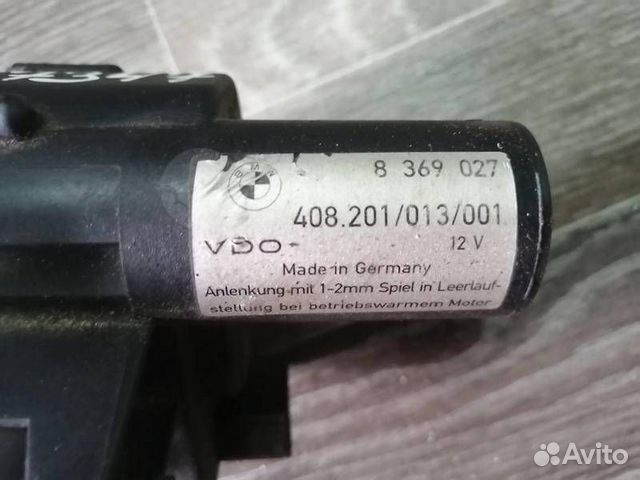 BMW
8 369 027
408.201/013/001
VDO
12 V
Made in Germany
Anlenkung mit 1-2mm Spiel in Leerlauf-
stellung bei betriebswarmem Motor
Avito